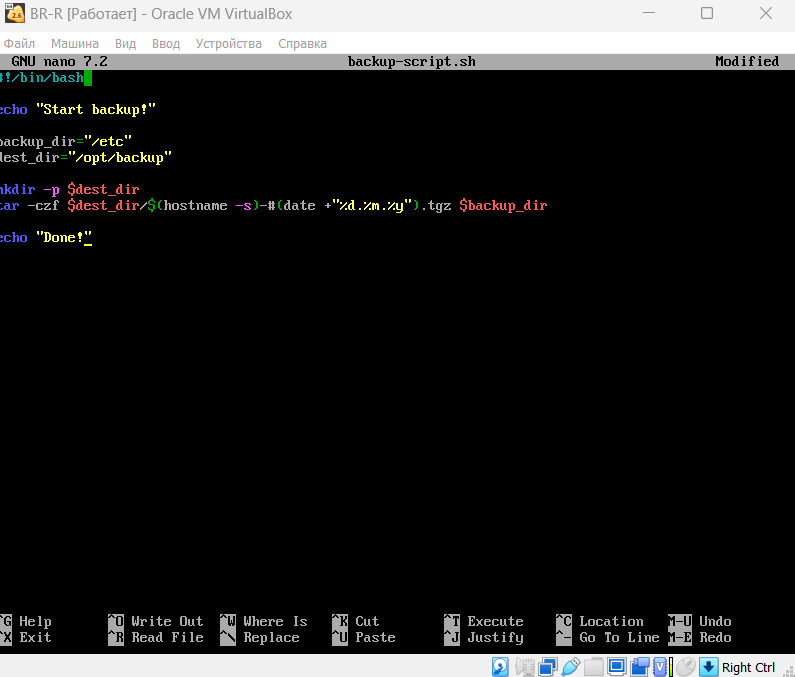 BR-R [Работает] - Oracle VM VirtualBox
Файл Машина Вид Ввод Устройства Справка
GNU nano 7.2 backup-script.sh Modified
#!/bin/bash
echo "Start backup!"
backup_dir="/etc"
dest_dir="/opt/backup"
mkdir -p $dest_dir
tar -czf $dest_dir/$(hostname -s)-#(date +"%d.%m.%y").tgz $backup_dir
echo "Done!"
^G Help ^O Write Out ^W Where Is ^K Cut ^T Execute ^C Location M-U Undo
^X Exit ^R Read File ^\ Replace ^U Paste ^J Justify ^- Go To Line M-E Redo
Right Ctrl